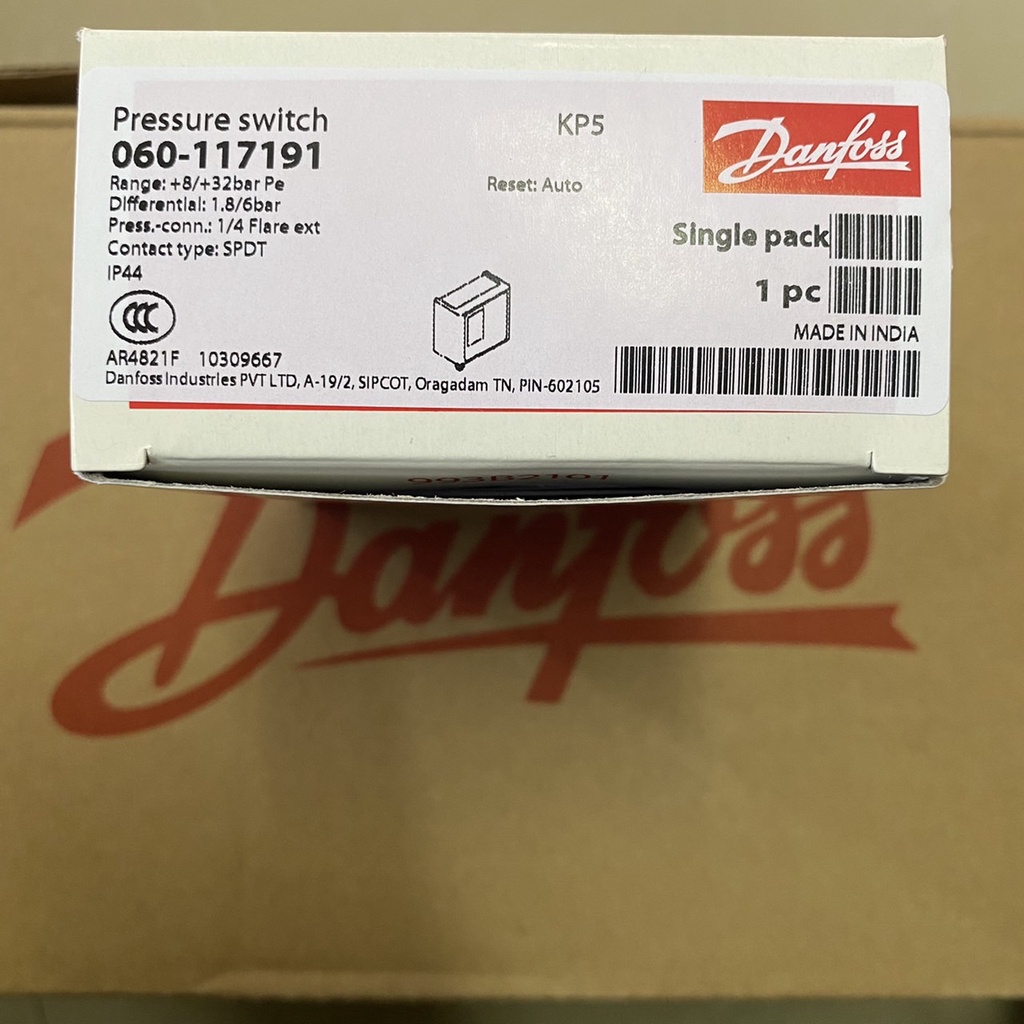 Pressure switch
KP5
Danfoss
060-117191
Range: +8/+32bar Pe
Reset: Auto
Differential: 1.8/6bar
Press.-conn.: 1/4 Flare ext
Single pack
Contact type: SPDT
IP44
1 pc
CCC
MADE IN INDIA
AR4821F 10309667
Danfoss Industries PVT LTD, A-19/2, SIPCOT, Oragadam TN, PIN-602105
993B2101
Danfoss